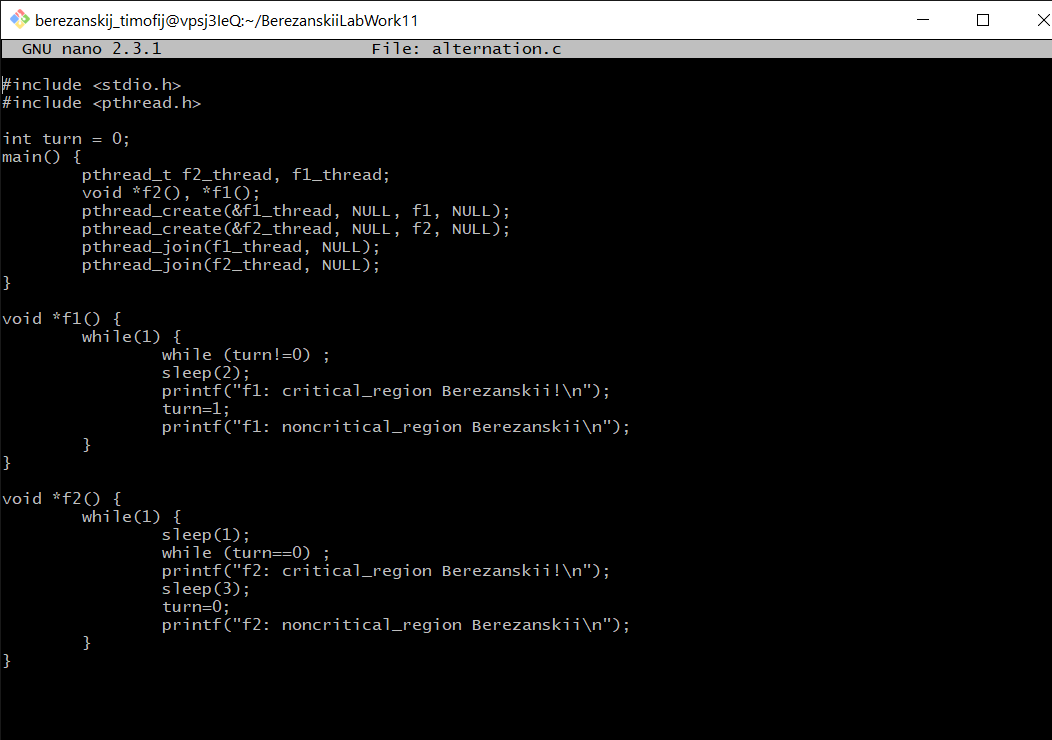 berezanskij_timofij@vpsj3IeQ:~/BerezanskiiLabWork11
GNU nano 2.3.1 File: alternation.c
#include <stdio.h>
#include <pthread.h>
int turn = 0;
main() {
pthread_t f2_thread, f1_thread;
void *f2(), *f1();
pthread_create(&f1_thread, NULL, f1, NULL);
pthread_create(&f2_thread, NULL, f2, NULL);
pthread_join(f1_thread, NULL);
pthread_join(f2_thread, NULL);
}
void *f1() {
while(1) {
while (turn!=0) ;
sleep(2);
printf("f1: critical_region Berezanskii!\n");
turn=1;
printf("f1: noncritical_region Berezanskii\n");
}
}
void *f2() {
while(1) {
sleep(1);
while (turn==0) ;
printf("f2: critical_region Berezanskii!\n");
sleep(3);
turn=0;
printf("f2: noncritical_region Berezanskii\n");
}
}